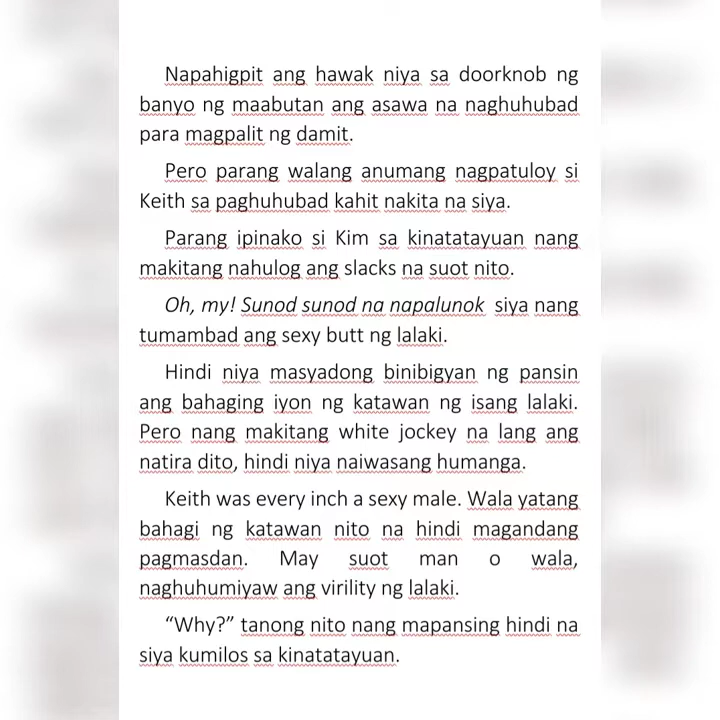 Napahigpit ang hawak niya sa doorknob ng
banyo ng maabutan ang asawa na naghuhubad
para magpalit ng damit.
Pero parang walang anumang nagpatuloy si
Keith sa paghuhubad kahit nakita na siya.
Parang ipinako si Kim sa kinatatayuan nang
makitang nahulog ang slacks na suot nito.
Oh, my! Sunod sunod na napalunok siya nang
tumambad ang sexy butt ng lalaki.
Hindi niya masyadong binibigyan ng pansin
ang bahaging iyon ng katawan ng isang lalaki.
Pero nang makitang white jockey na lang ang
natira dito, hindi niya naiwasang humanga.
Keith was every inch a sexy male. Wala yatang
bahagi ng katawan nito na hindi magandang
pagmasdan. May suot man o wala,
naghuhumiyaw ang virility ng lalaki.
“Why?” tanong nito nang mapansing hindi na
siya kumilos sa kinatatayuan.